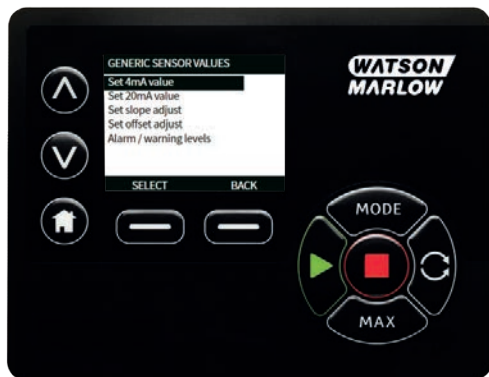 GENERIC SENSOR VALUES
Set 4mA value
Set 20mA value
Set slope adjust
Set offset adjust
Alarm / warning levels
SELECT BACK
WATSON
MARLOW
MODE
MAX